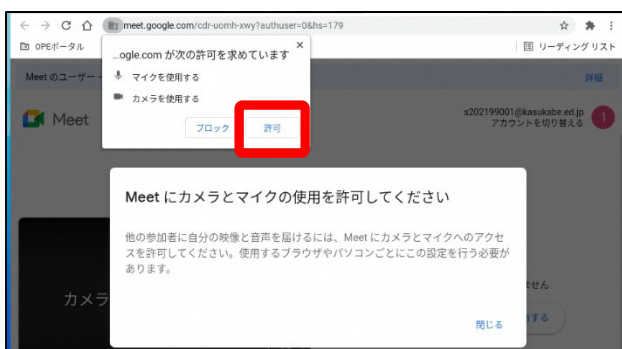 meet.google.com/cdr-uomh-xwy?authuser=0&hs=179
OPEポータル
リーディング リスト
...ogle.com が次の許可を求めています
×
マイクを使用する
カメラを使用する
ブロック
許可
Meet のユーザー
詳細
Meet
s202199001@kasukabe.ed.jp
アカウントを切り替える
1
Meet にカメラとマイクの使用を許可してください
他の参加者に自分の映像と音声を届けるには、Meet にカメラとマイクへのアクセ
スを許可してください。使用するブラウザやパソコンごとにこの設定を行う必要が
あります。
カメラ
ません
する
閉じる